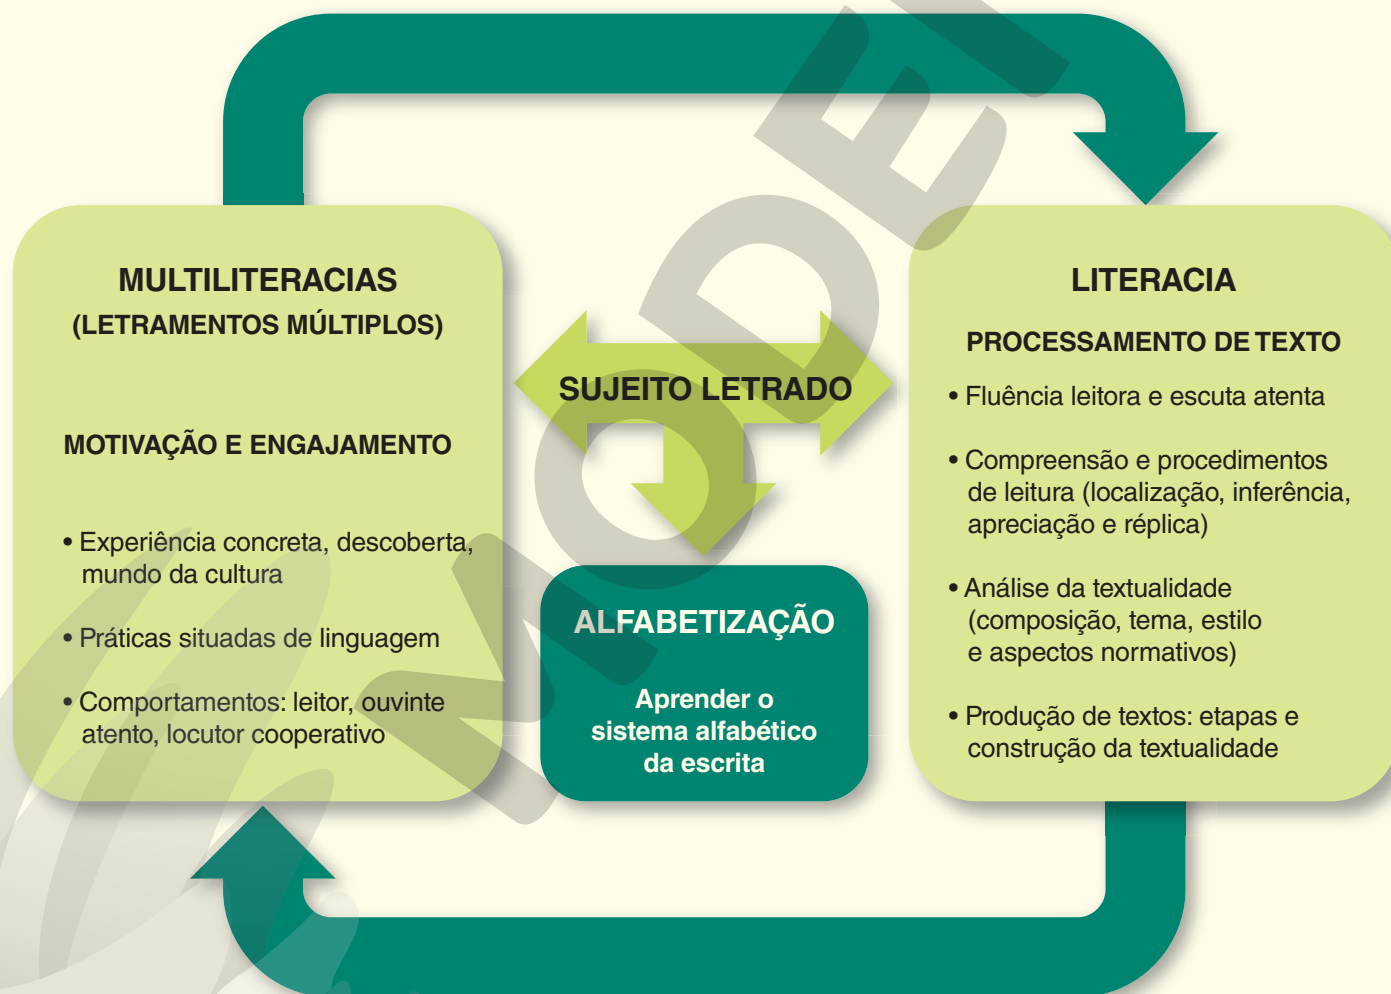 MULTILITERACIAS
(LETRAMENTOS MÚLTIPLOS)
MOTIVAÇÃO E ENGAJAMENTO
• Experiência concreta, descoberta,
mundo da cultura
• Práticas situadas de linguagem
• Comportamentos: leitor, ouvinte
atento, locutor cooperativo
SUJEITO LETRADO
ALFABETIZAÇÃO
Aprender o
sistema alfabético
da escrita
LITERACIA
PROCESSAMENTO DE TEXTO
• Fluência leitora e escuta atenta
• Compreensão e procedimentos
de leitura (localização, inferência,
apreciação e réplica)
• Análise da textualidade
(composição, tema, estilo
e aspectos normativos)
• Produção de textos: etapas e
construção da textualidade